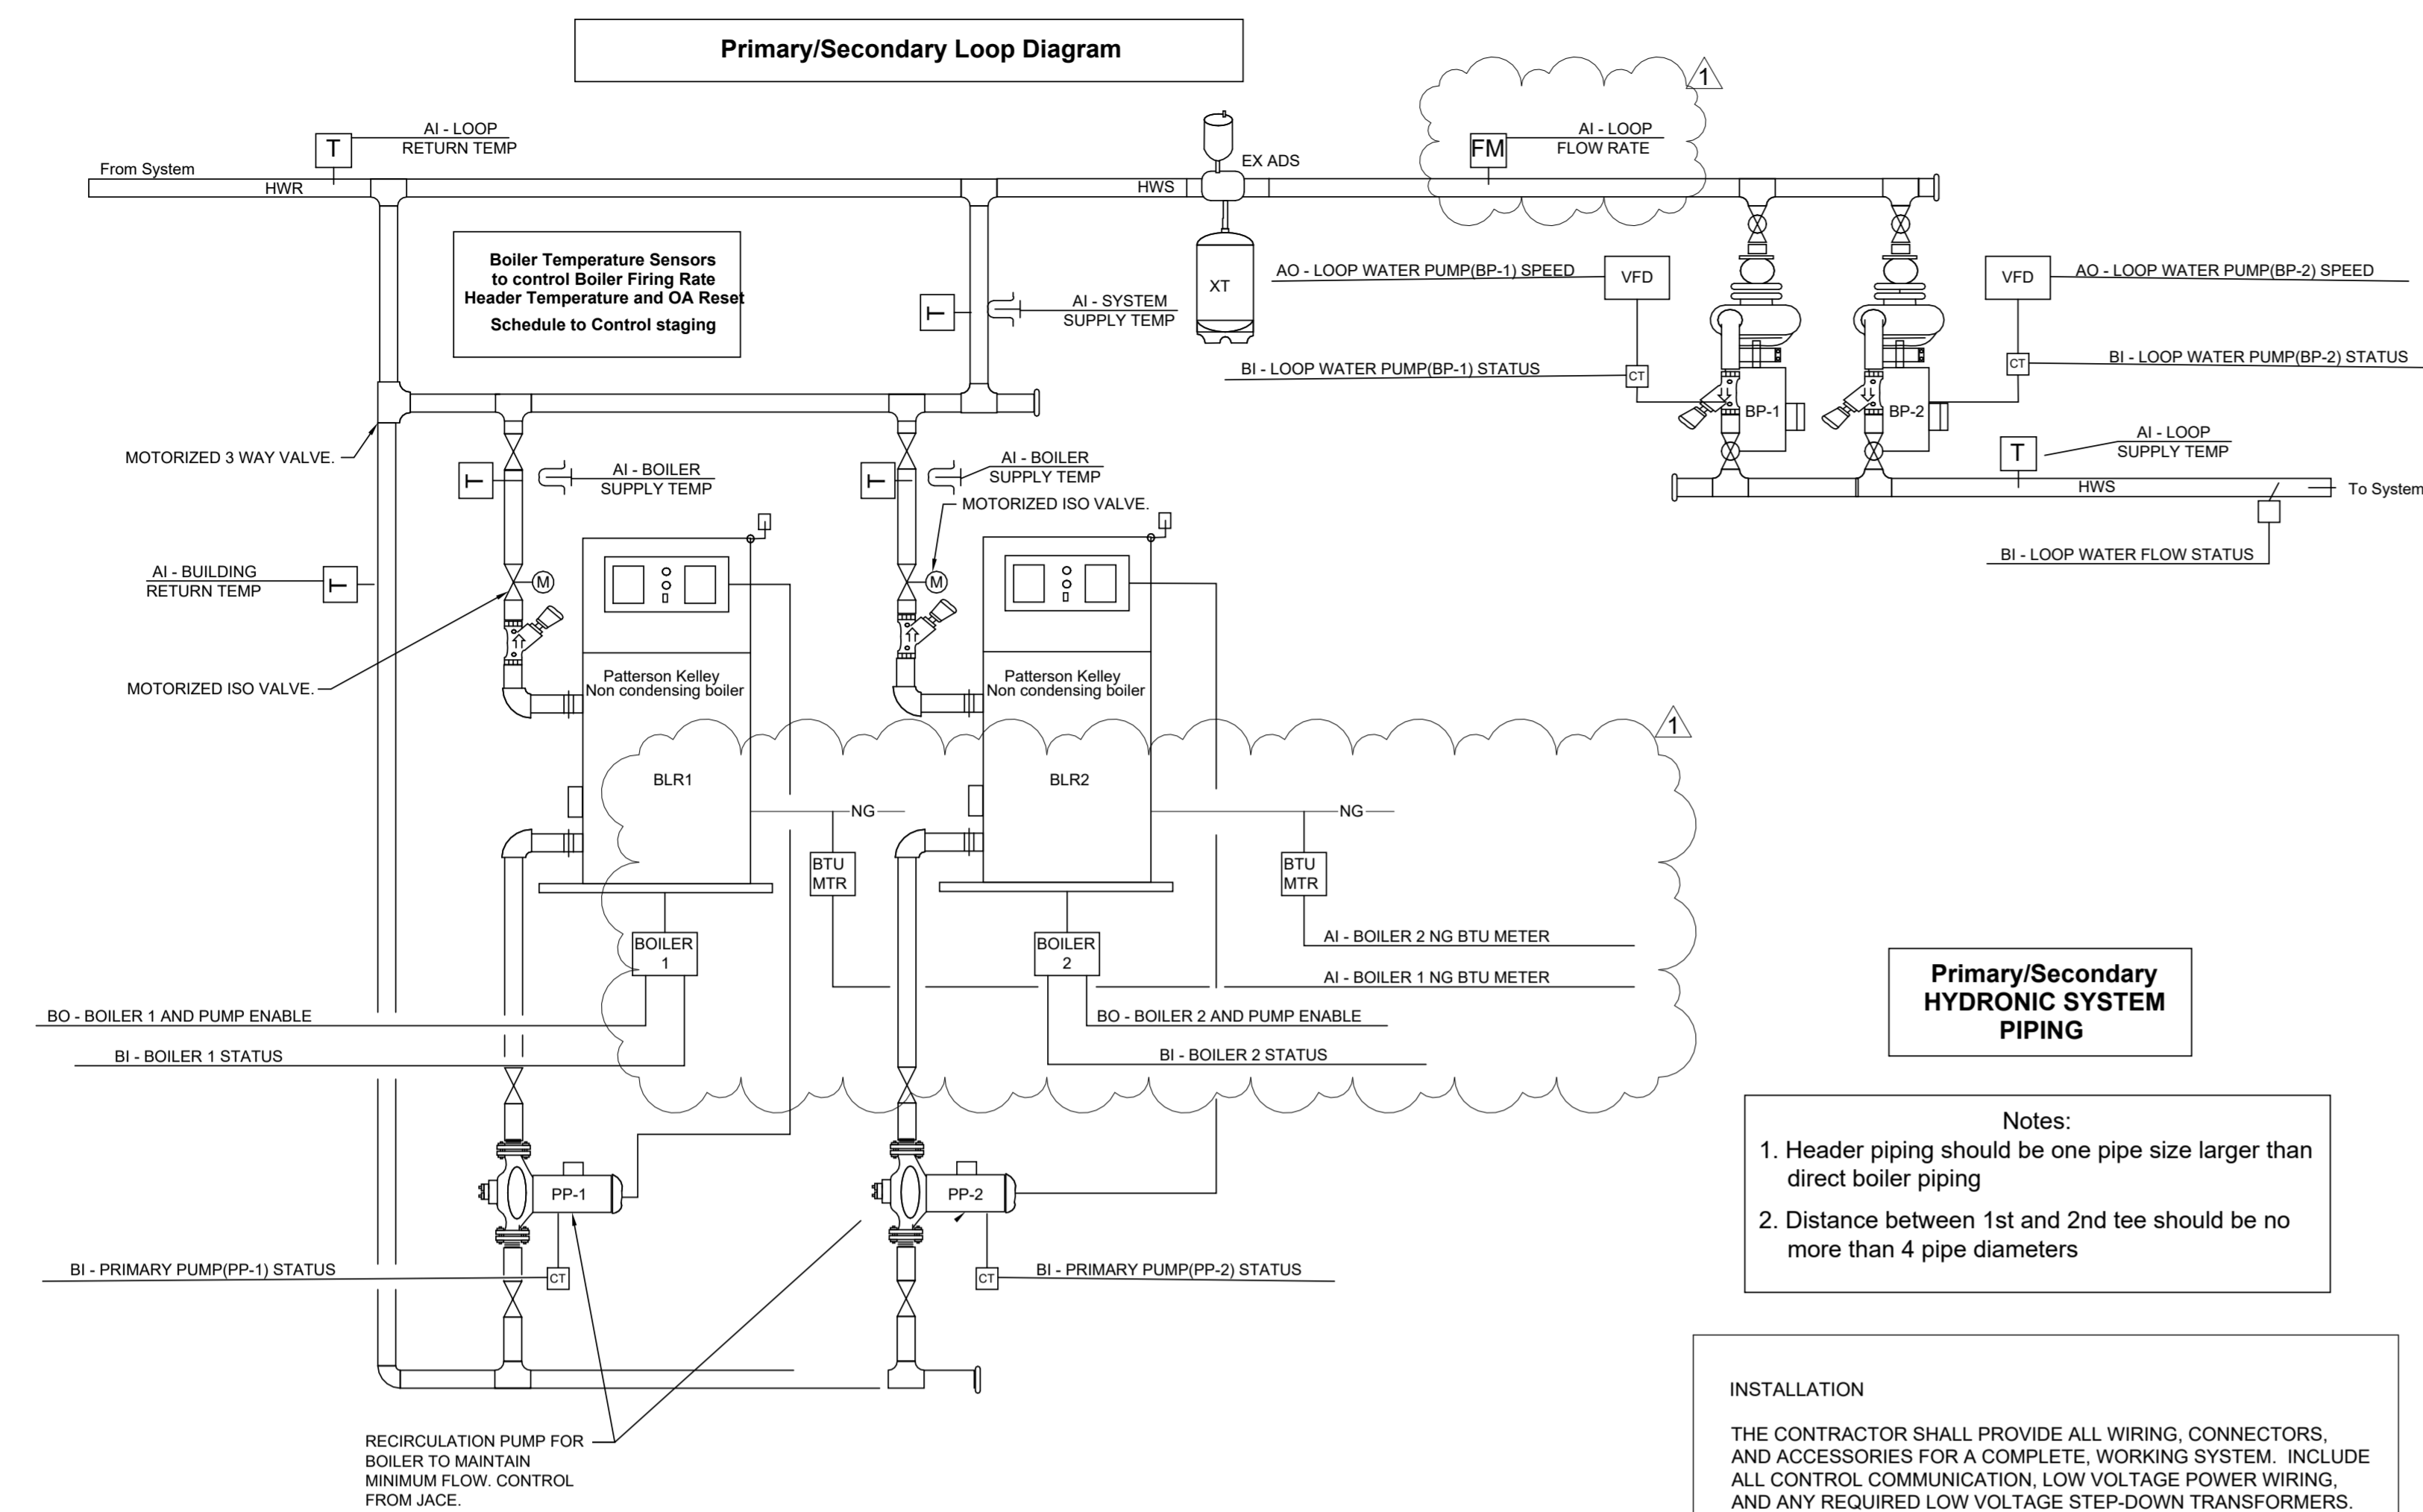 Primary/Secondary Loop Diagram
1
AI - LOOP
RETURN TEMP
T
From System
HWR
HWS
EX ADS
FM
AI - LOOP
FLOW RATE
Boiler Temperature Sensors
to control Boiler Firing Rate
Header Temperature and OA Reset
Schedule to Control staging
T
AI - SYSTEM
SUPPLY TEMP
XT
AO - LOOP WATER PUMP(BP-1) SPEED
VFD
VFD
AO - LOOP WATER PUMP(BP-2) SPEED
BI - LOOP WATER PUMP(BP-1) STATUS
CT
CT
BI - LOOP WATER PUMP(BP-2) STATUS
BP-1
BP-2
MOTORIZED 3 WAY VALVE.
T
AI - BOILER
SUPPLY TEMP
T
AI - BOILER
SUPPLY TEMP
T
AI - LOOP
SUPPLY TEMP
HWS
To System
MOTORIZED ISO VALVE.
BI - LOOP WATER FLOW STATUS
AI - BUILDING
RETURN TEMP
T
M
M
MOTORIZED ISO VALVE.
Patterson Kelley
Non condensing boiler
Patterson Kelley
Non condensing boiler
1
BLR1
BLR2
NG
NG
BTU
MTR
BTU
MTR
BOILER
1
BOILER
2
AI - BOILER 2 NG BTU METER
AI - BOILER 1 NG BTU METER
BO - BOILER 1 AND PUMP ENABLE
BO - BOILER 2 AND PUMP ENABLE
BI - BOILER 1 STATUS
BI - BOILER 2 STATUS
Primary/Secondary
HYDRONIC SYSTEM
PIPING
Notes:
1. Header piping should be one pipe size larger than
direct boiler piping
2. Distance between 1st and 2nd tee should be no
more than 4 pipe diameters
PP-1
PP-2
BI - PRIMARY PUMP(PP-1) STATUS
CT
CT
BI - PRIMARY PUMP(PP-2) STATUS
RECIRCULATION PUMP FOR
BOILER TO MAINTAIN
MINIMUM FLOW. CONTROL
FROM JACE.
INSTALLATION
THE CONTRACTOR SHALL PROVIDE ALL WIRING, CONNECTORS,
AND ACCESSORIES FOR A COMPLETE, WORKING SYSTEM. INCLUDE
ALL CONTROL COMMUNICATION, LOW VOLTAGE POWER WIRING,
AND ANY REQUIRED LOW VOLTAGE STEP-DOWN TRANSFORMERS.